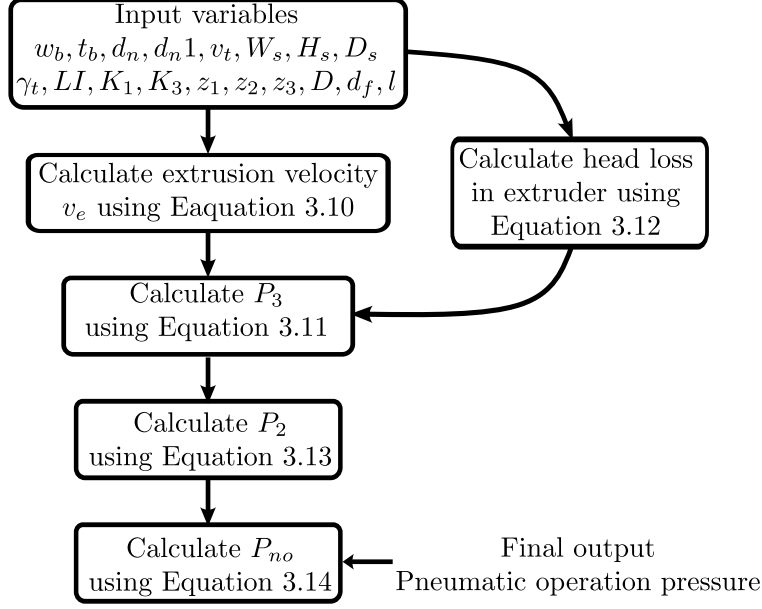 Input variables
w_b, t_b, d_n, d_n1, v_t, W_s, H_s, D_s
γ_t, LI, K_1, K_3, z_1, z_2, z_3, D, d_f, l
Calculate extrusion velocity
v_e using Eaquation 3.10
Calculate head loss
in extruder using
Equation 3.12
Calculate P_3
using Equation 3.11
Calculate P_2
using Equation 3.13
Calculate P_no
using Equation 3.14
Final output
Pneumatic operation pressure